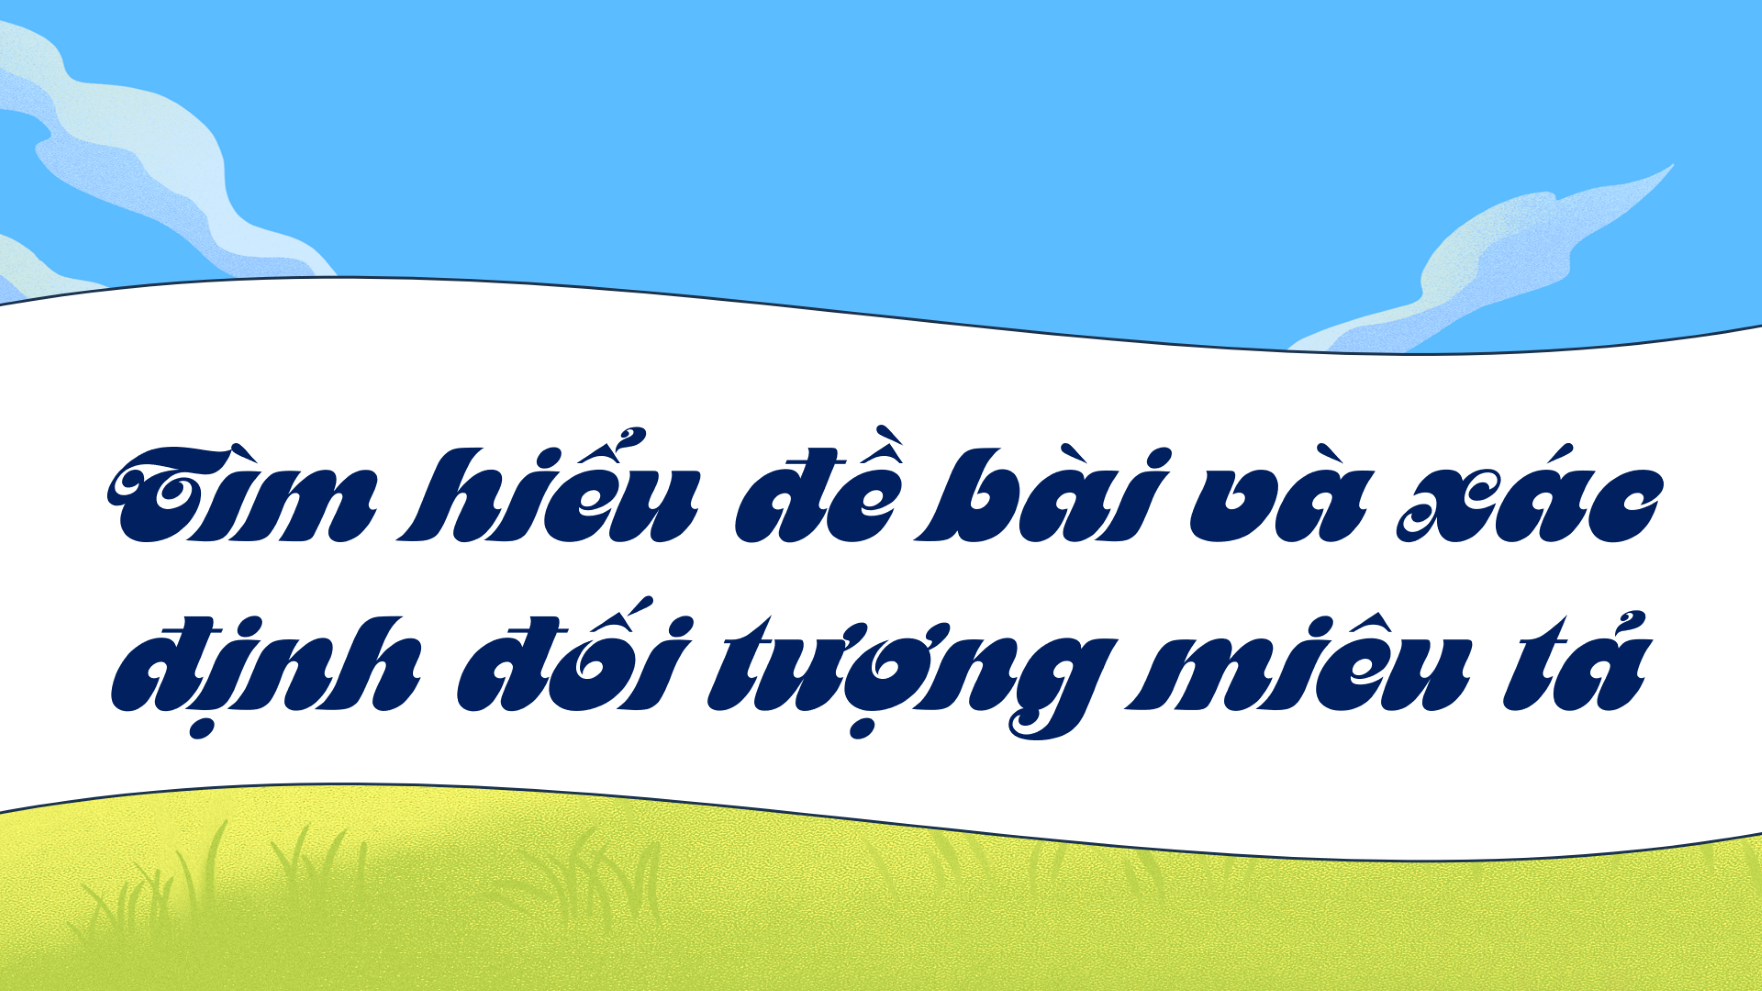 Tìm hiểu đề bài và xác
định đối tượng miêu tả